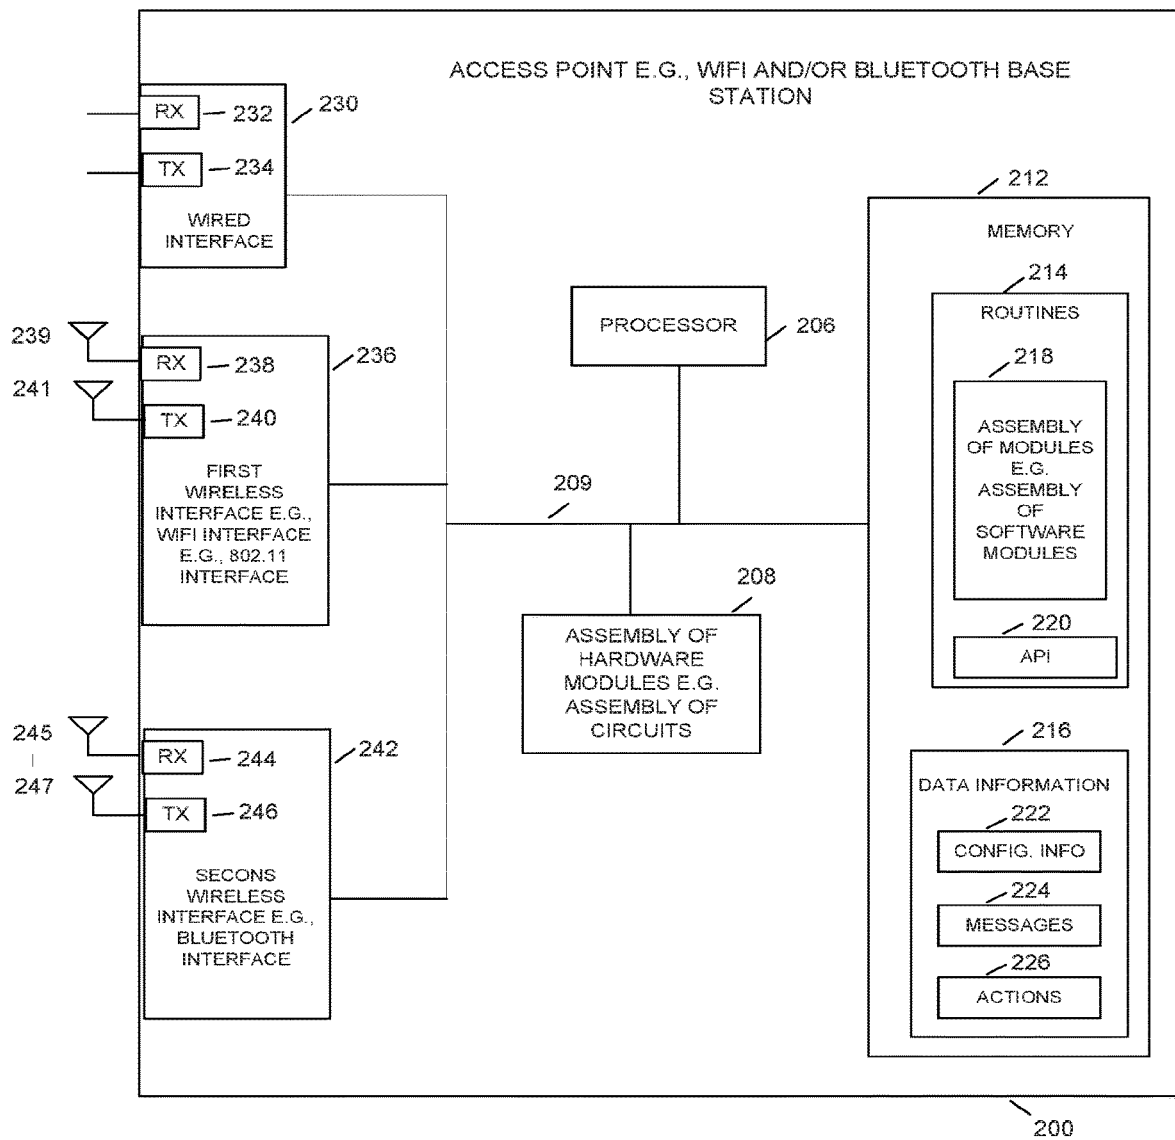 ACCESS POINT E.G., WIFI AND/OR BLUETOOTH BASE
STATION
RX
232
230
TX
234
WIRED
INTERFACE
239
RX
238
236
241
TX
240
FIRST
WIRELESS
INTERFACE E.G.,
WIFI INTERFACE
E.G., 802.11
INTERFACE
245
RX
244
242
247
TX
246
SECONS
WIRELESS
INTERFACE E.G.,
BLUETOOTH
INTERFACE
PROCESSOR
206
209
208
ASSEMBLY OF
HARDWARE
MODULES E.G.
ASSEMBLY OF
CIRCUITS
212
MEMORY
214
ROUTINES
218
ASSEMBLY
OF MODULES
E.G.
ASSEMBLY
OF
SOFTWARE
MODULES
220
API
216
DATA INFORMATION
222
CONFIG. INFO
224
MESSAGES
226
ACTIONS
200